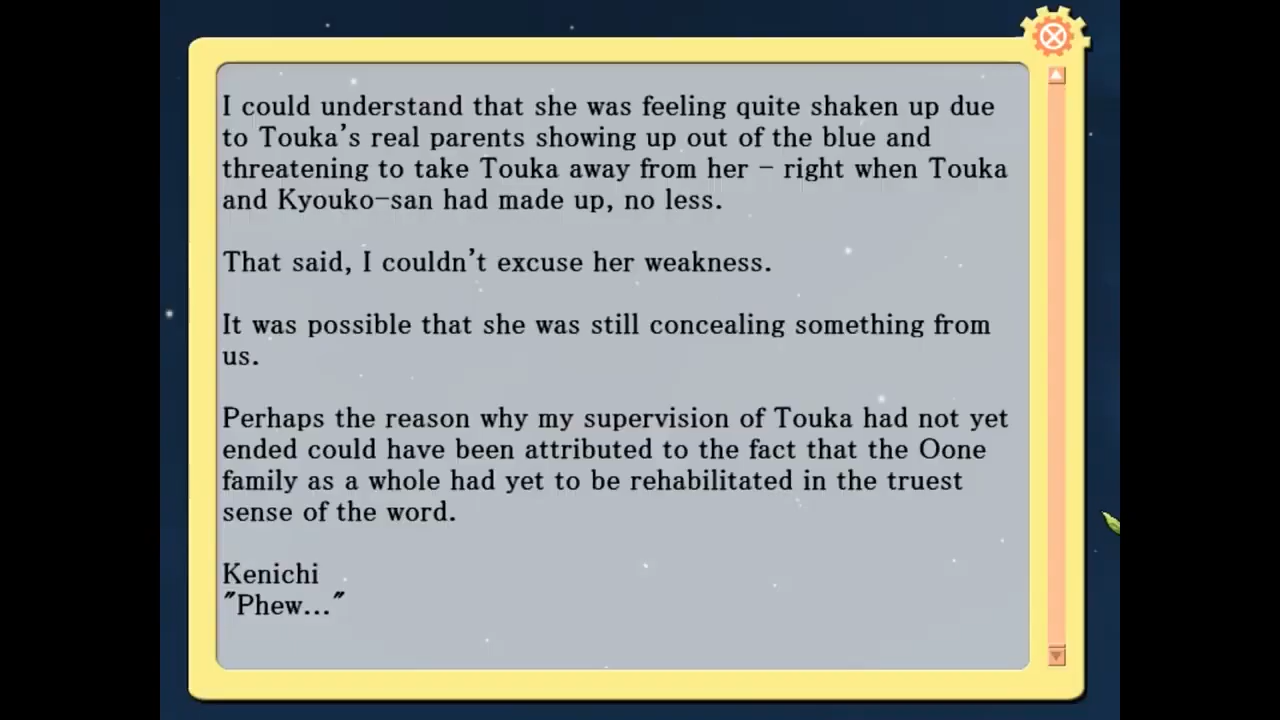 I could understand that she was feeling quite shaken up due
to Touka's real parents showing up out of the blue and
threatening to take Touka away from her – right when Touka
and Kyouko-san had made up, no less.
That said, I couldn't excuse her weakness.
It was possible that she was still concealing something from
us.
Perhaps the reason why my supervision of Touka had not yet
ended could have been attributed to the fact that the Oone
family as a whole had yet to be rehabilitated in the truest
sense of the word.
Kenichi
"Phew..."